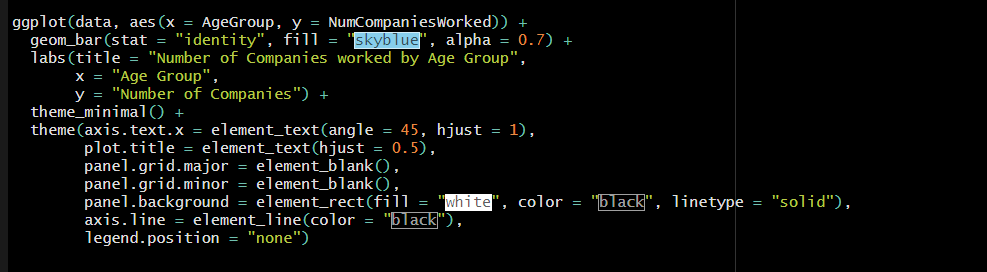 ggplot(data, aes(x = AgeGroup, y = NumCompaniesWorked)) +
  geom_bar(stat = "identity", fill = "skyblue", alpha = 0.7) +
  labs(title = "Number of Companies worked by Age Group",
       x = "Age Group",
       y = "Number of Companies") +
  theme_minimal() +
  theme(axis.text.x = element_text(angle = 45, hjust = 1),
        plot.title = element_text(hjust = 0.5),
        panel.grid.major = element_blank(),
        panel.grid.minor = element_blank(),
        panel.background = element_rect(fill = "white", color = "black", linetype = "solid"),
        axis.line = element_line(color = "black"),
        legend.position = "none")